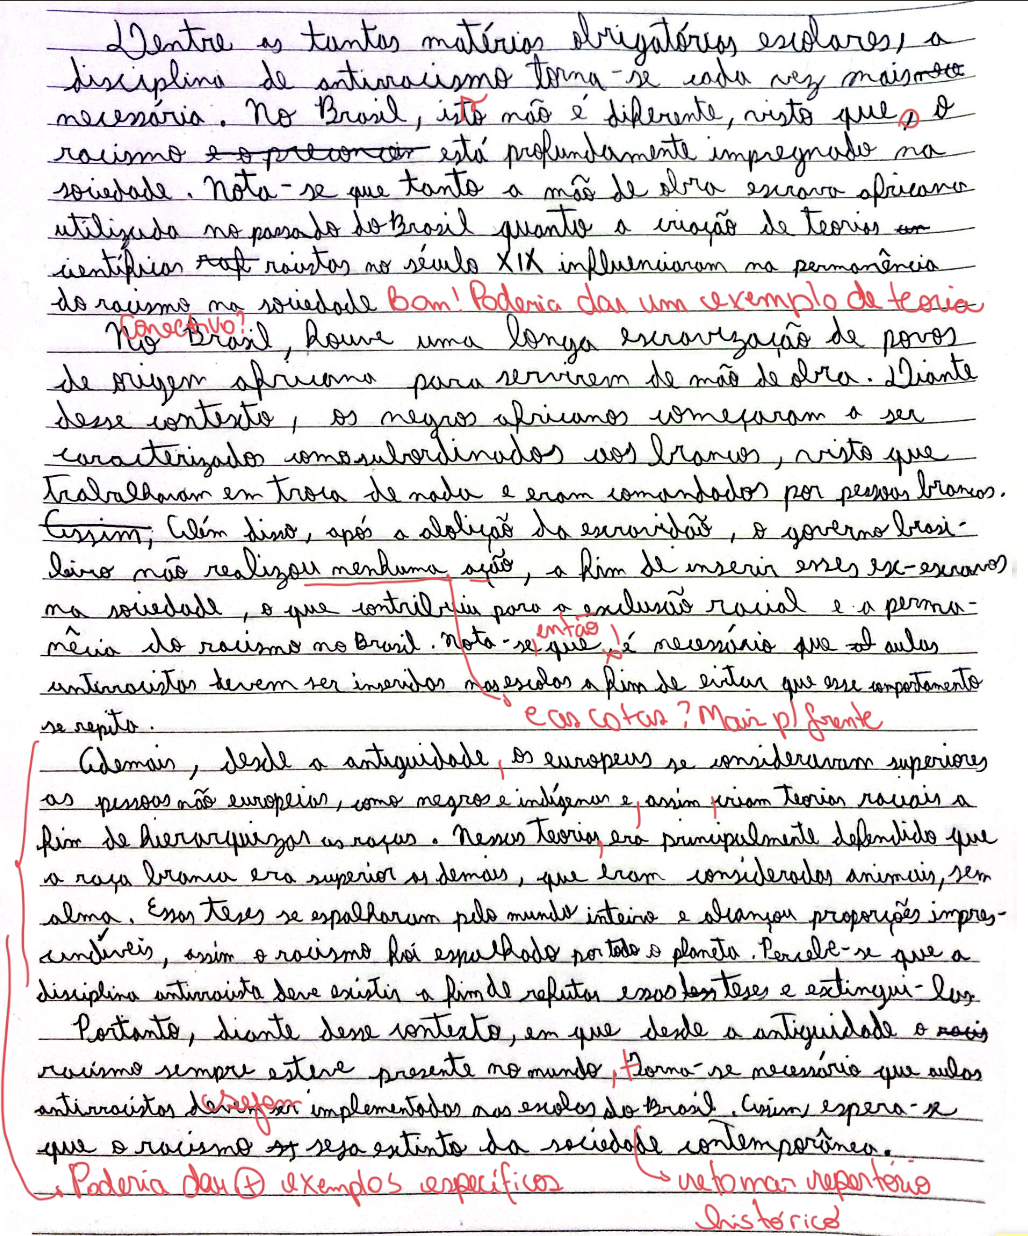 Dentre as tantas matérias obrigatórias escolares, a
disciplina de antirracismo torna-se cada vez mais
necessária. No Brasil, isto não é diferente, visto que, o
racismo e o preconcei está profundamente impregnado na
sociedade. Nota-se que tanto a mão de obra escrava africana
utilizada no passado do Brasil quanto a criação de teorias
científicas racistas no século XIX influenciaram na permanência
do racismo na sociedade Bom! Poderia dar um exemplo de teoria
Conectivo?
No Brasil, houve uma longa escravização de povos
de origem africana para servirem de mão de obra. Diante
desse contexto, os negros africanos começaram a ser
caracterizados como subordinados aos brancos, visto que
trabalhavam em troca de nada e eram comandados por pessoas brancas.
Assim, Além disso, após a abolição da escravidão, o governo brasi-
leiro não realizou nenhuma ação, a fim de inserir esses ex-escravos
na sociedade, o que contribuiu para a exclusão racial e a perma-
então
nência do racismo no Brasil. Nota-se, que, é necessário que aulas
antirracistas devem ser inseridas nas escolas a fim de evitar que esse comportamento
e as cotas? Mais p/ frente
se repita.
Ademais, desde a antiguidade, os europeus se consideravam superiores
as pessoas não europeias, como negros e indígenas e, assim, criam teorias raciais a
fim de hierarquizar as raças. Nessas teorias, era principalmente defendido que
a raça branca era superior as demais, que eram consideradas animais, sem
alma. Essas teses se espalharam pelo mundo inteiro e alcançou proporções impres-
cindíveis, assim o racismo foi espalhado por todo o planeta. Percebe-se que a
disciplina antirracista deve existir a fim de refutar essas teses e extingui-las
Portanto, diante desse contexto, em que desde a antiguidade o racis
racismo sempre esteve presente no mundo, torna-se necessário que aulas
sejam
antirracistas devem ser implementadas nas escolas do Brasil. Assim, espera-se
que o racismo seja extinto da sociedade contemporânea.
Poderia dar + exemplos específicos
retomar repertório
histórico